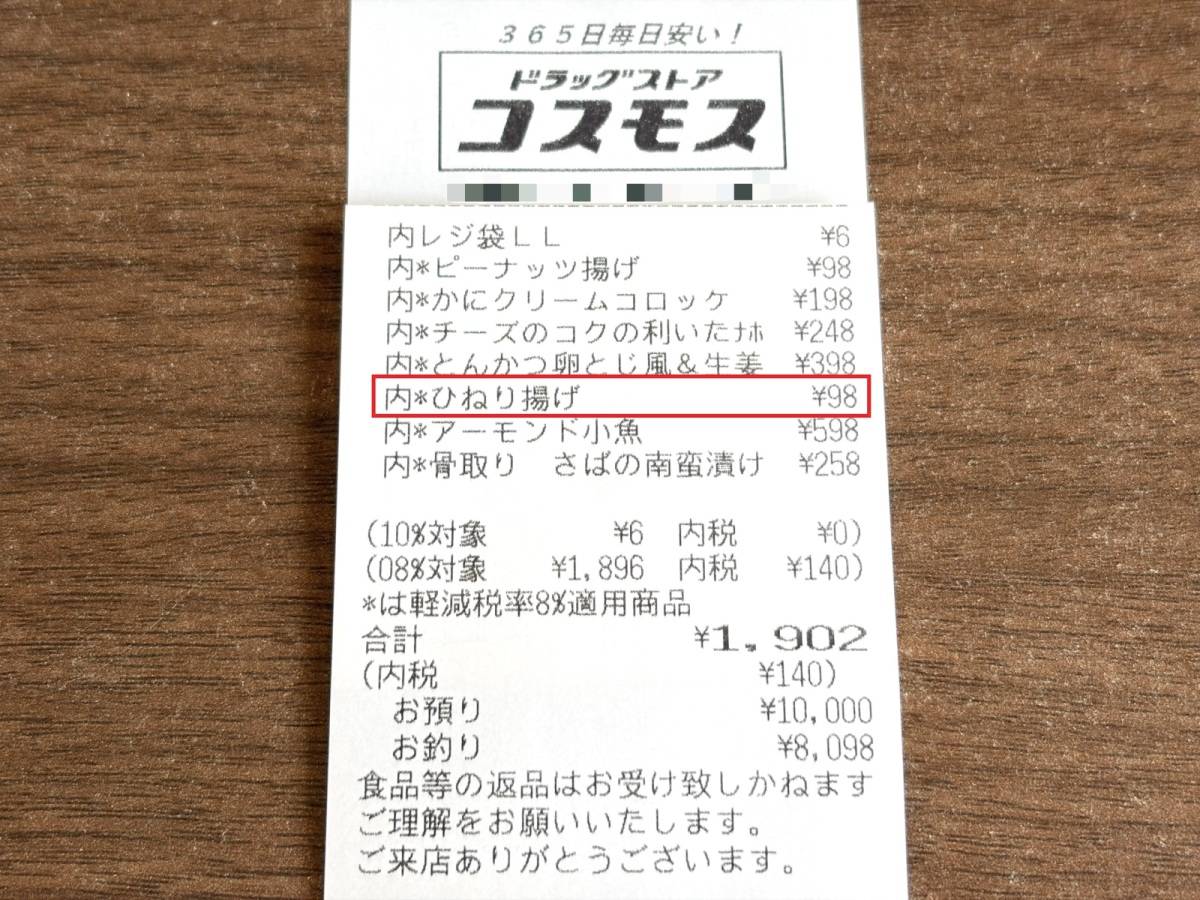 365日毎日安い!
ドラッグストア
コスモス
内レジ袋LL ¥6
内*ピーナッツ揚げ ¥98
内*かにクリームコロッケ ¥198
内*チーズのコクの利いたナポ ¥248
内*とんかつ卵とじ風&生姜 ¥398
内*ひねり揚げ ¥98
内*アーモンド小魚 ¥598
内*骨取り さばの南蛮漬け ¥258
(10%対象 ¥6 内税 ¥0)
(08%対象 ¥1,896 内税 ¥140)
*は軽減税率8%適用商品
合計 ¥1,902
(内税 ¥140)
お預り ¥10,000
お釣り ¥8,098
食品等の返品はお受け致しかねます
ご理解をお願いいたします。
ご来店ありがとうございます。